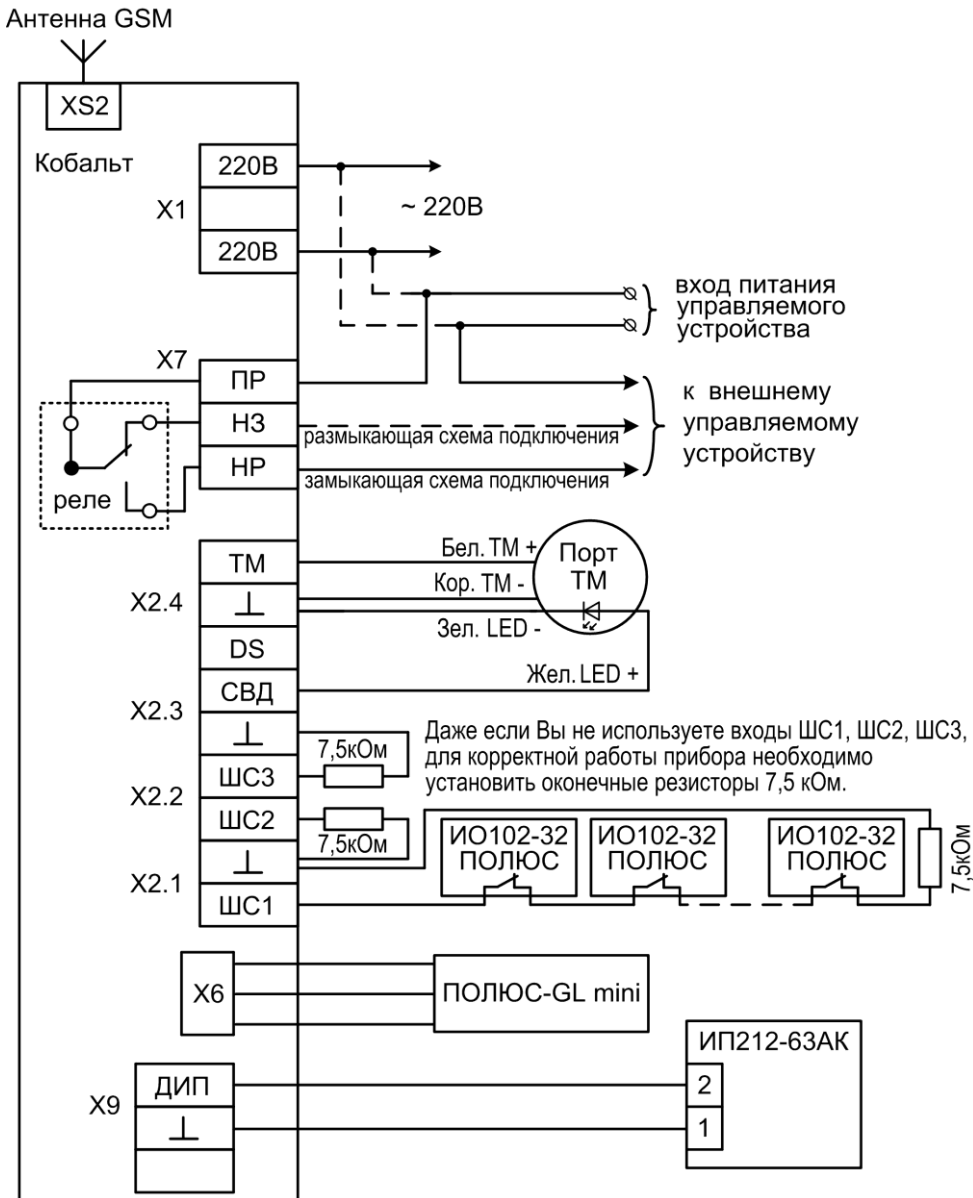 Антенна GSM
XS2
Кобальт
220В
X1
~ 220В
220В
вход питания
управляемого
устройства
X7
ПР
к внешнему
управляемому
устройству
НЗ
размыкающая схема подключения
НР
замыкающая схема подключения
реле
ТМ
Бел. ТМ +
Порт
ТМ
Кор. ТМ -
X2.4
Зел. LED -
DS
Жел. LED +
СВД
X2.3
Даже если Вы не используете входы ШС1, ШС2, ШС3,
для корректной работы прибора необходимо
установить оконечные резисторы 7,5 кОм.
7,5кОм
ШС3
X2.2
ШС2
7,5кОм
ИО102-32
ПОЛЮС
ИО102-32
ПОЛЮС
ИО102-32
ПОЛЮС
7,5кОм
X2.1
ШС1
X6
ПОЛЮС-GL mini
ИП212-63АК
X9
ДИП
2
1